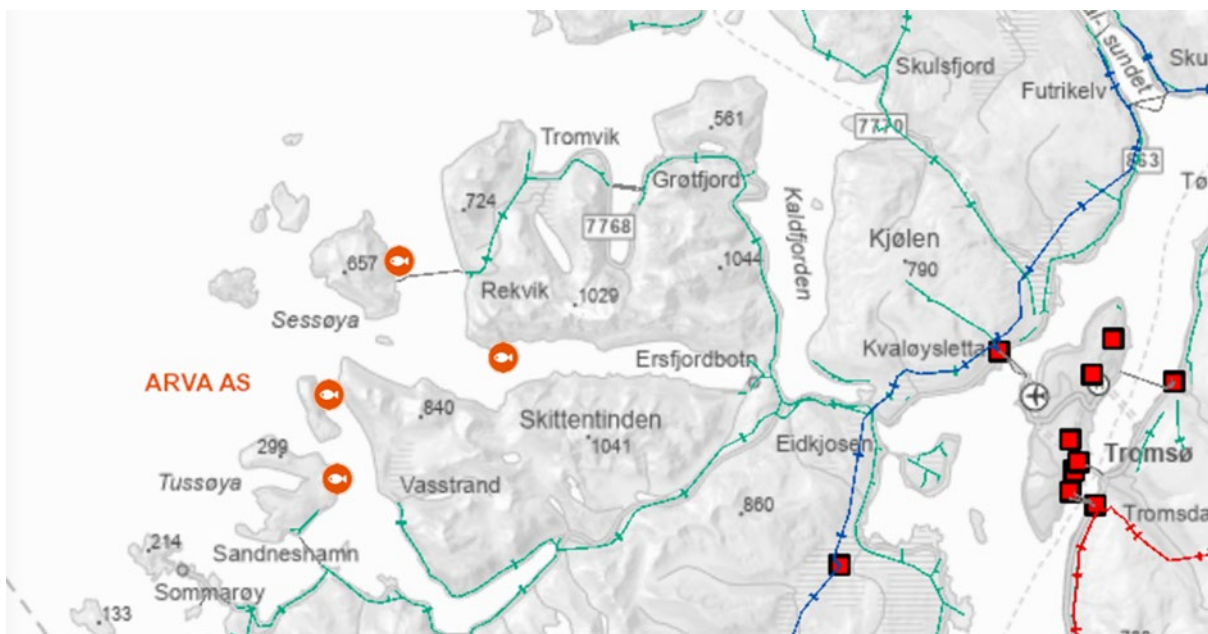 sundet
Sku
Skulsfjord
Futrikelv
561
7770
Tromvik
863
Grøtfjord
Tø
724
Kaldfjorden
7768
Kjølen
657
1044
790
Rekvik
1029
Sessøya
Kvaløysletta
Ersfjordbotn
ARVA AS
840
Skittentinden
1041
Eidkjosen
299
Tromsø
Tussøya
Vasstrand
860
Tromsda
214
Sandneshamn
Sommarøy
133